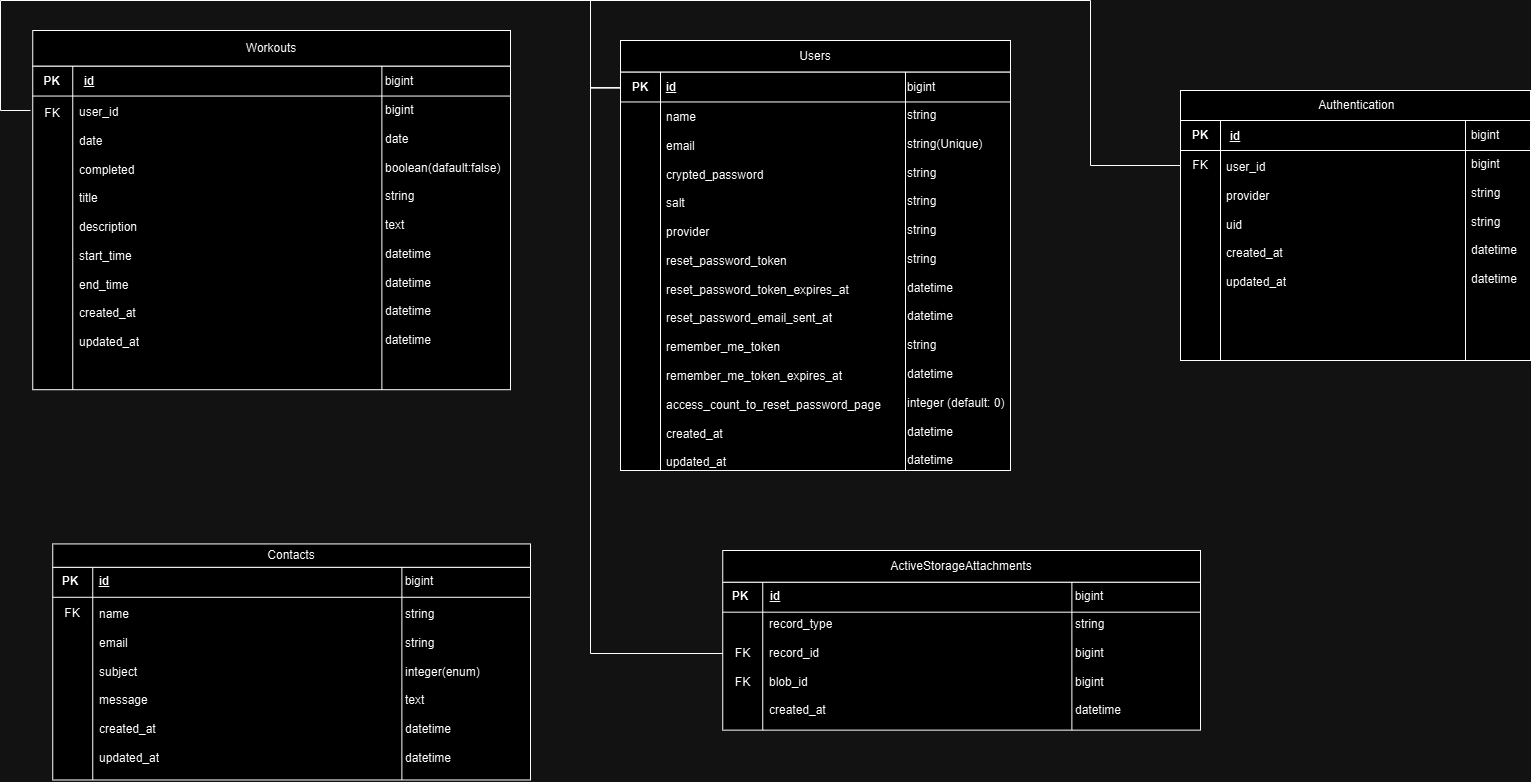 Workouts
PK id bigint
FK user_id bigint
date date
completed boolean(dafault:false)
title string
description text
start_time datetime
end_time datetime
created_at datetime
updated_at datetime
Users
PK id bigint
name string
email string(Unique)
crypted_password string
salt string
provider string
reset_password_token string
reset_password_token_expires_at datetime
reset_password_email_sent_at datetime
remember_me_token string
remember_me_token_expires_at datetime
access_count_to_reset_password_page integer (default: 0)
created_at datetime
updated_at datetime
Authentication
PK id bigint
FK user_id bigint
provider string
uid string
created_at datetime
updated_at datetime
Contacts
PK id bigint
FK name string
email string
subject integer(enum)
message text
created_at datetime
updated_at datetime
ActiveStorageAttachments
PK id bigint
record_type string
FK record_id bigint
FK blob_id bigint
created_at datetime